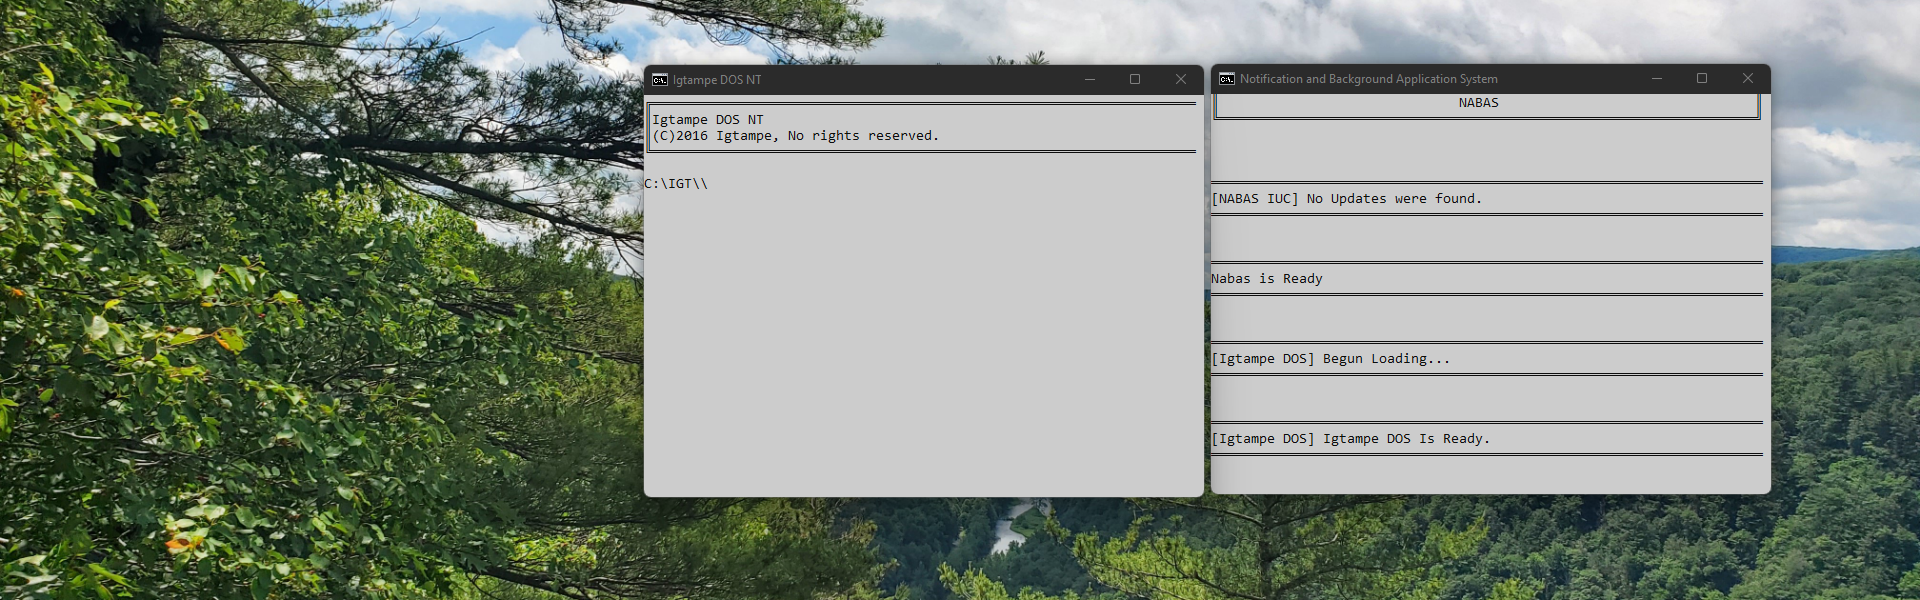 Igtampe DOS NT
Igtampe DOS NT
(C)2016 Igtampe, No rights reserved.
C:\IGT\\
Notification and Background Application System
NABAS
[NABAS IUC] No Updates were found.
Nabas is Ready
[Igtampe DOS] Begun Loading...
[Igtampe DOS] Igtampe DOS Is Ready.